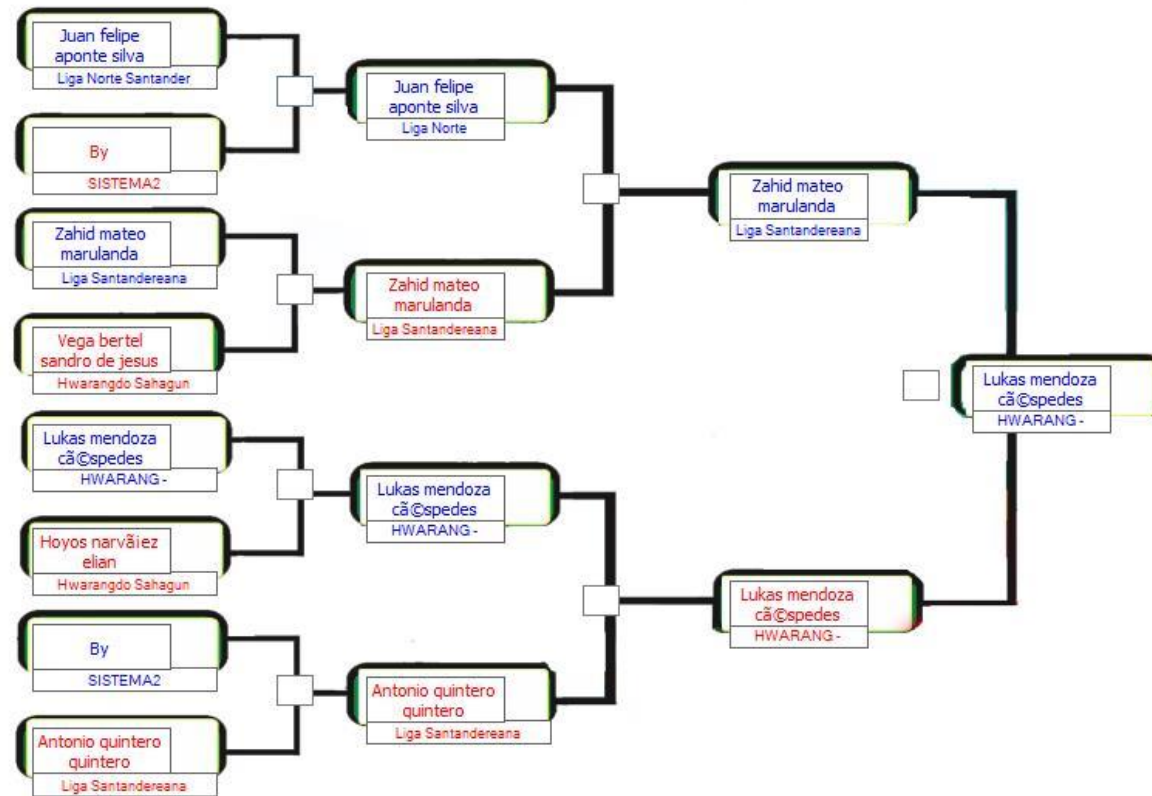 Juan felipe
aponte silva
Liga Norte Santander
By
SISTEMA2
Zahid mateo
marulanda
Liga Santandereana
Vega bertel
sandro de jesus
Hwarangdo Sahagun
Lukas mendoza
cã©spedes
HWARANG -
Hoyos narvãiez
elian
Hwarangdo Sahagun
By
SISTEMA2
Antonio quintero
quintero
Liga Santandereana
Juan felipe
aponte silva
Liga Norte
Zahid mateo
marulanda
Liga Santandereana
Lukas mendoza
cã©spedes
HWARANG -
Antonio quintero
quintero
Liga Santandereana
Zahid mateo
marulanda
Liga Santandereana
Lukas mendoza
cã©spedes
HWARANG -
Lukas mendoza
cã©spedes
HWARANG -